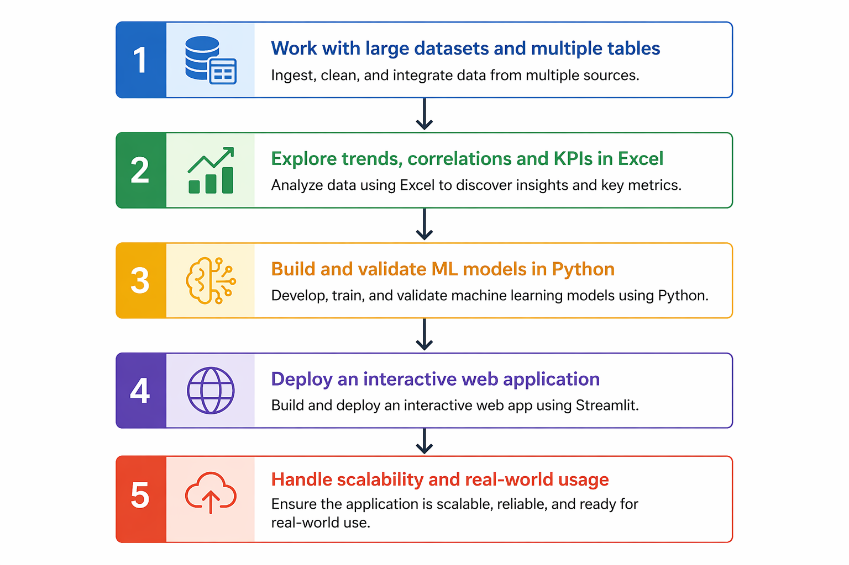 1
Work with large datasets and multiple tables
Ingest, clean, and integrate data from multiple sources.
2
Explore trends, correlations and KPIs in Excel
Analyze data using Excel to discover insights and key metrics.
3
Build and validate ML models in Python
Develop, train, and validate machine learning models using Python.
4
Deploy an interactive web application
Build and deploy an interactive web app using Streamlit.
5
Handle scalability and real-world usage
Ensure the application is scalable, reliable, and ready for
real-world use.